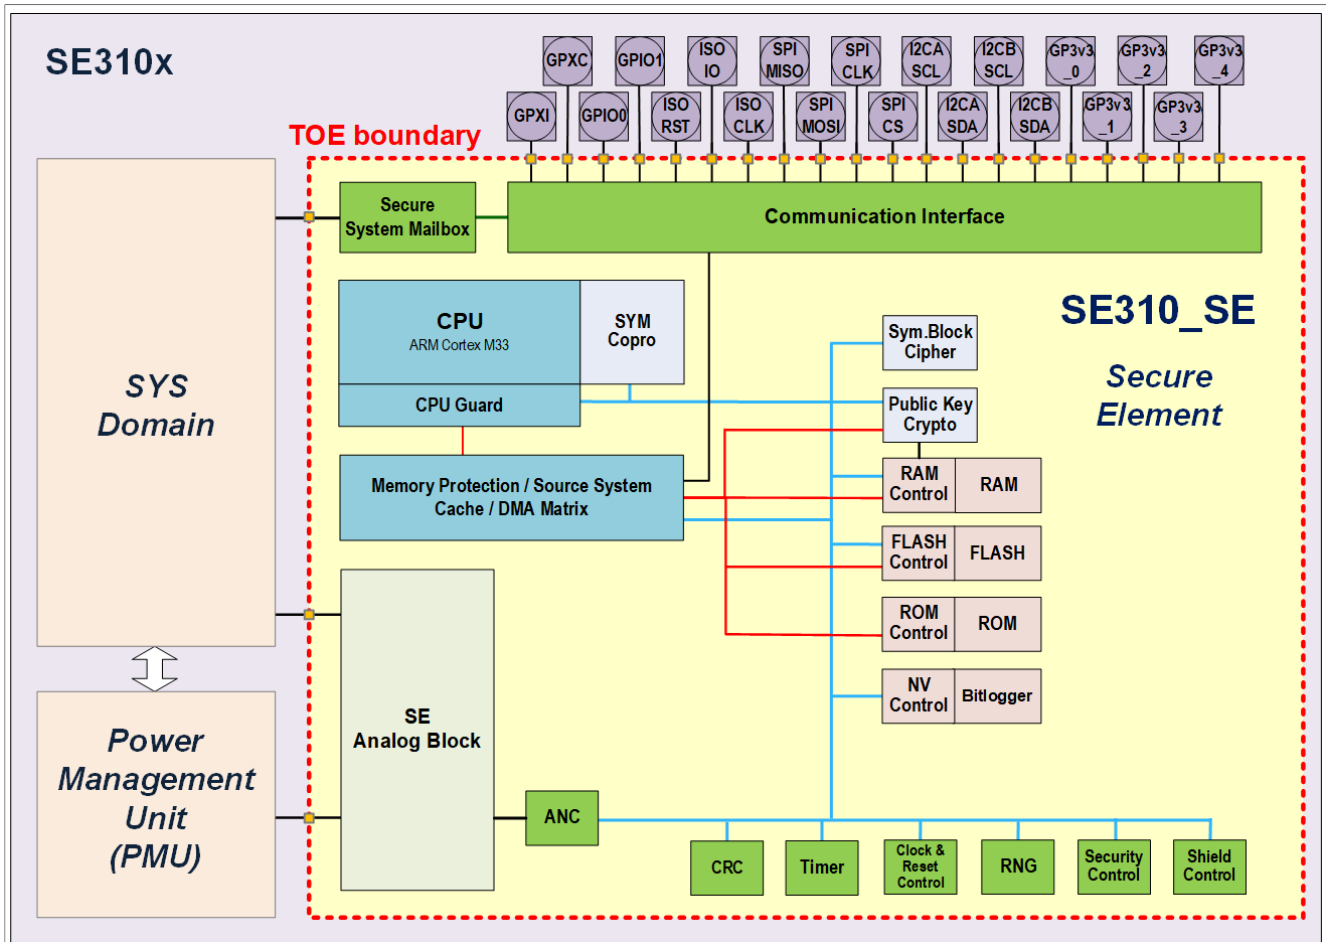 SE310x
GPXC
GPIO1
ISO
IO
SPI
MISO
SPI
CLK
I2CA
SCL
I2CB
SCL
GP3v3
_0
GP3v3
_2
GP3v3
_4
GPXI
GPIO0
ISO
RST
ISO
CLK
SPI
MOSI
SPI
CS
I2CA
SDA
I2CB
SDA
GP3v3
_1
GP3v3
_3
TOE boundary
Secure
System Mailbox
Communication Interface
SYS
Domain
CPU
ARM Cortex M33
SYM
Copro
CPU Guard
SE310_SE
Secure
Element
Sym.Block
Cipher
Public Key
Crypto
Memory Protection / Source System
Cache / DMA Matrix
RAM
Control
RAM
FLASH
Control
FLASH
ROM
Control
ROM
NV
Control
Bitlogger
SE
Analog Block
Power
Management
Unit
(PMU)
ANC
CRC
Timer
Clock &
Reset
Control
RNG
Security
Control
Shield
Control